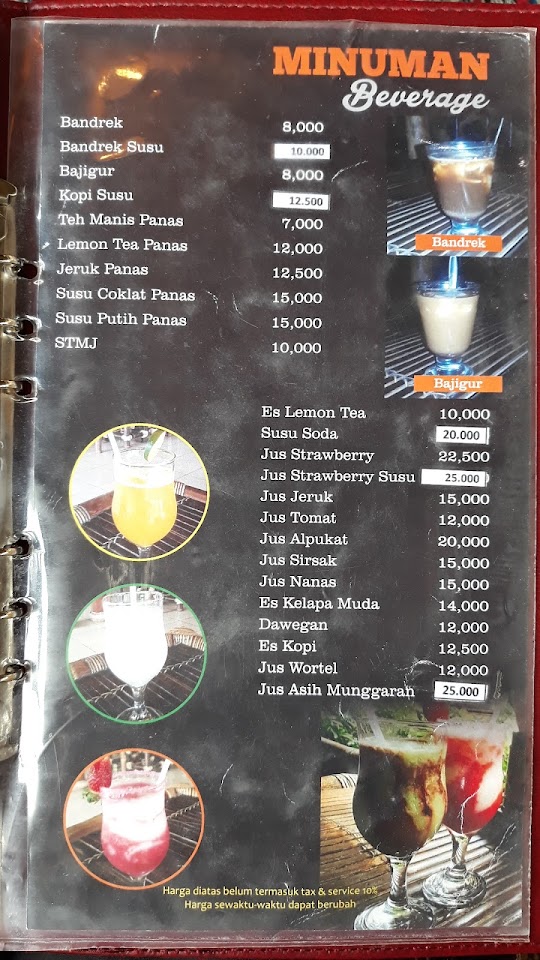 MINUMAN
Beverage
Bandrek 8,000
Bandrek Susu 10.000
Bajigur 8,000
Kopi Susu 12.500
Teh Manis Panas 7,000
Lemon Tea Panas 12,000
Jeruk Panas 12,500
Susu Coklat Panas 15,000
Susu Putih Panas 15,000
STMJ 10,000
Bandrek
Bajigur
Es Lemon Tea 10,000
Susu Soda 20.000
Jus Strawberry 22,500
Jus Strawberry Susu 25.000
Jus Jeruk 15,000
Jus Tomat 12,000
Jus Alpukat 20,000
Jus Sirsak 15,000
Jus Nanas 15,000
Es Kelapa Muda 14,000
Dawegan 12,000
Es Kopi 12,500
Jus Wortel 12,000
Jus Asih Munggaran 25.000
Harga diatas belum termasuk tax & service 10%
Harga sewaktu-waktu dapat berubah